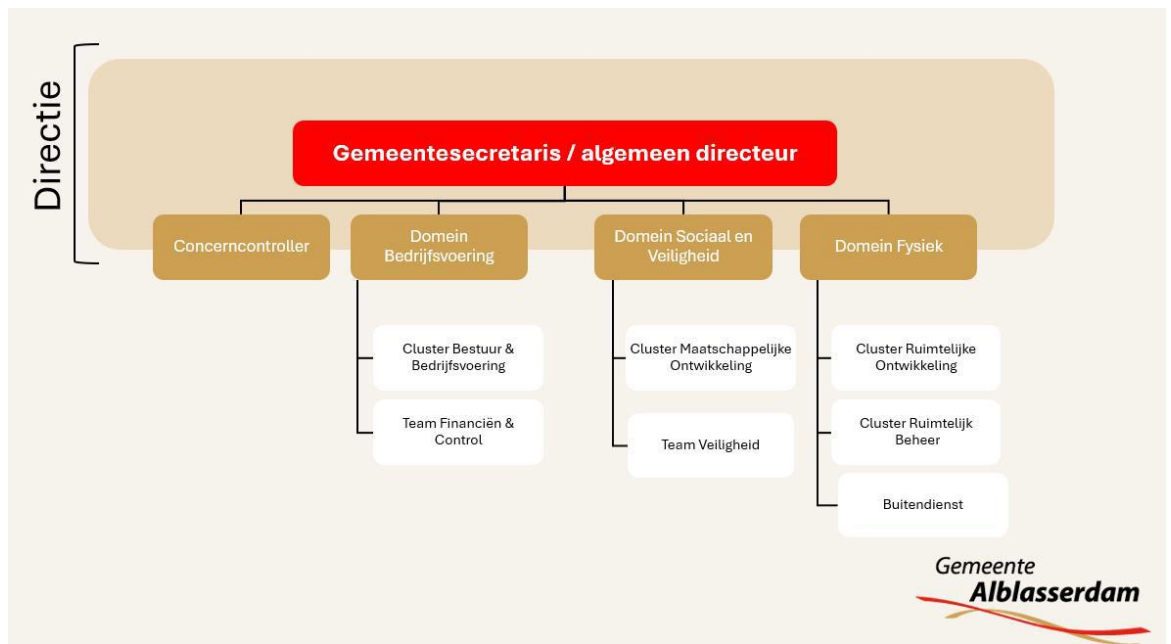 Directie
Gemeentesecretaris / algemeen directeur
Concerncontroller
Domein
Bedrijfsvoering
Domein Sociaal en
Veiligheid
Domein Fysiek
Cluster Bestuur &
Bedrijfsvoering
Team Financiën &
Control
Cluster Maatschappelijke
Ontwikkeling
Team Veiligheid
Cluster Ruimtelijke
Ontwikkeling
Cluster Ruimtelijk
Beheer
Buitendienst
Gemeente
Alblasserdam